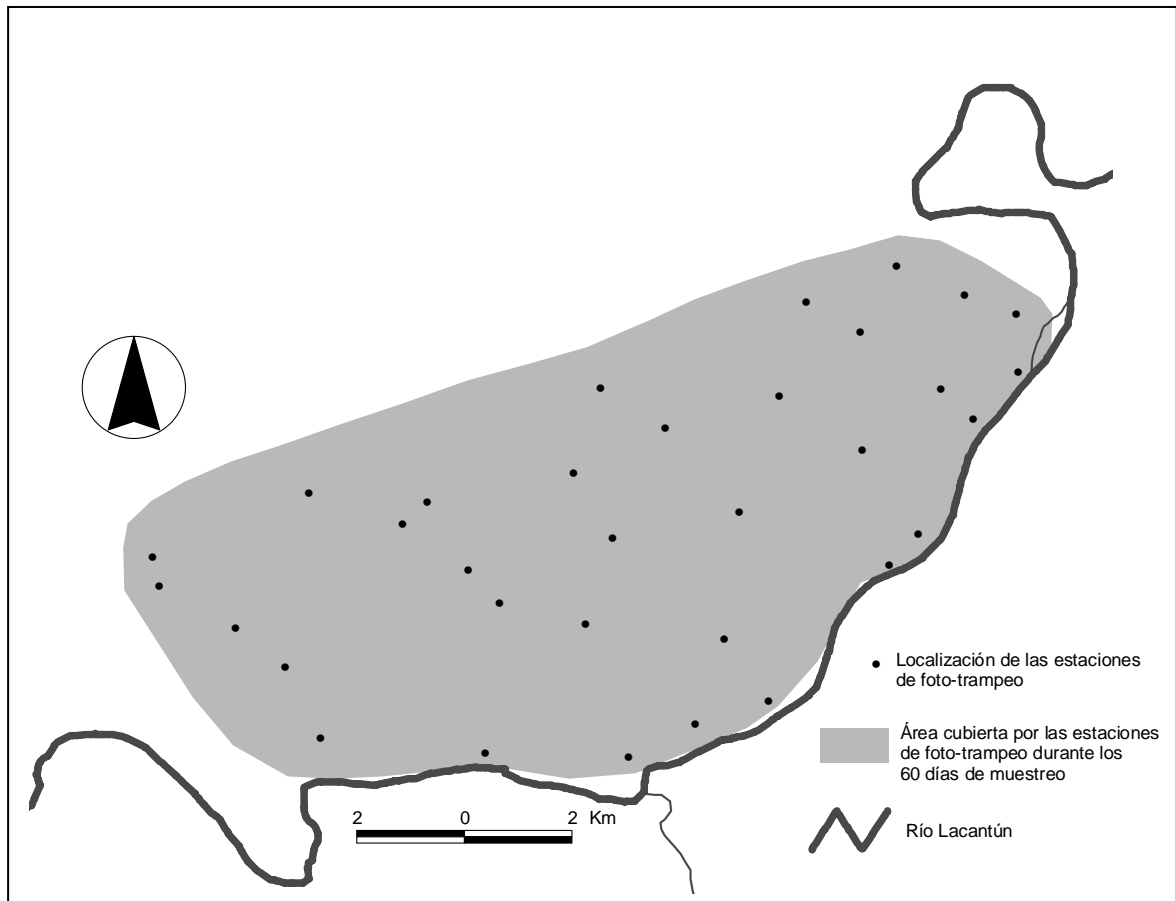 Localización de las estaciones
de foto-trampeo
Área cubierta por las estaciones
de foto-trampeo durante los
60 días de muestreo
2 0 2 Km
Río Lacantún